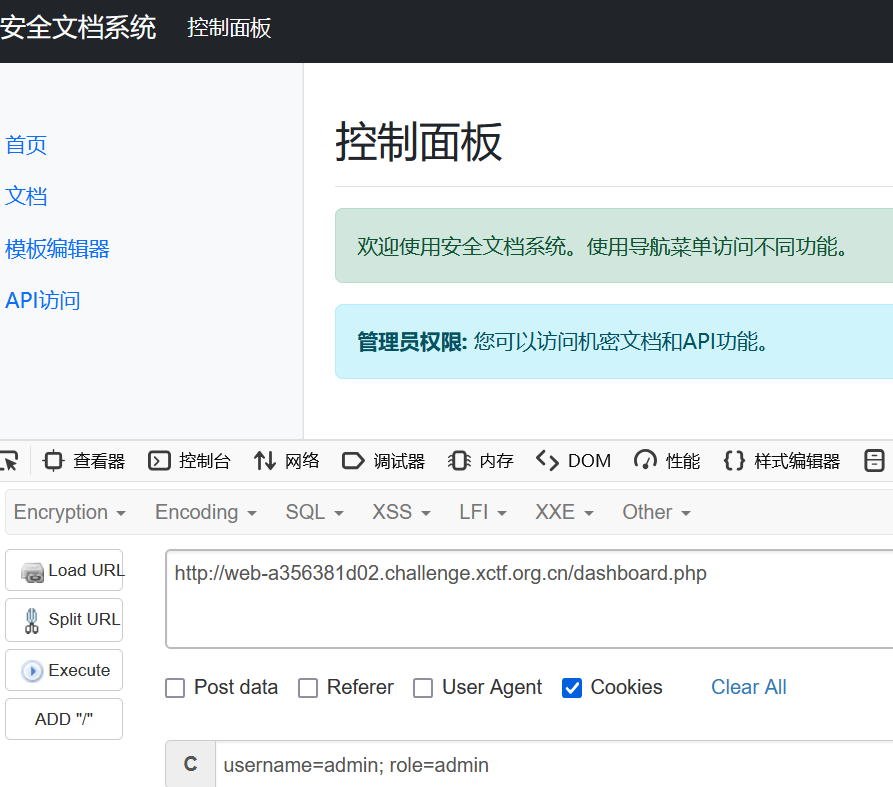 安全文档系统 控制面板
首页
文档
模板编辑器
API访问
控制面板
欢迎使用安全文档系统。使用导航菜单访问不同功能。
管理员权限: 您可以访问机密文档和API功能。
查看器 控制台 网络 调试器 内存 DOM 性能 样式编辑器
Encryption Encoding SQL XSS LFI XXE Other
Load URL
Split URL
Execute
ADD "/"
http://web-a356381d02.challenge.xctf.org.cn/dashboard.php
Post data Referer User Agent Cookies Clear All
C username=admin; role=admin